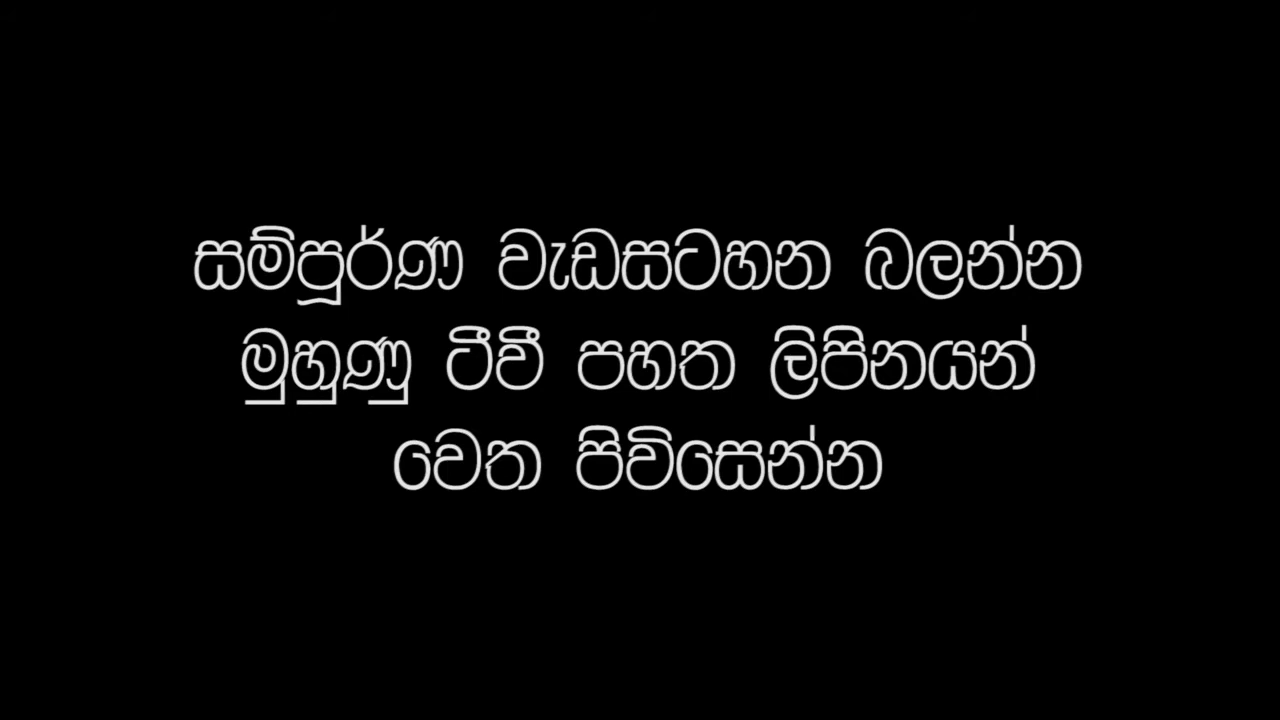 සම්පූර්ණ වැඩසටහන බලන්න
මුහුණු ටීවී පහත ලිපිනයන්
වෙත පිවිසෙන්න